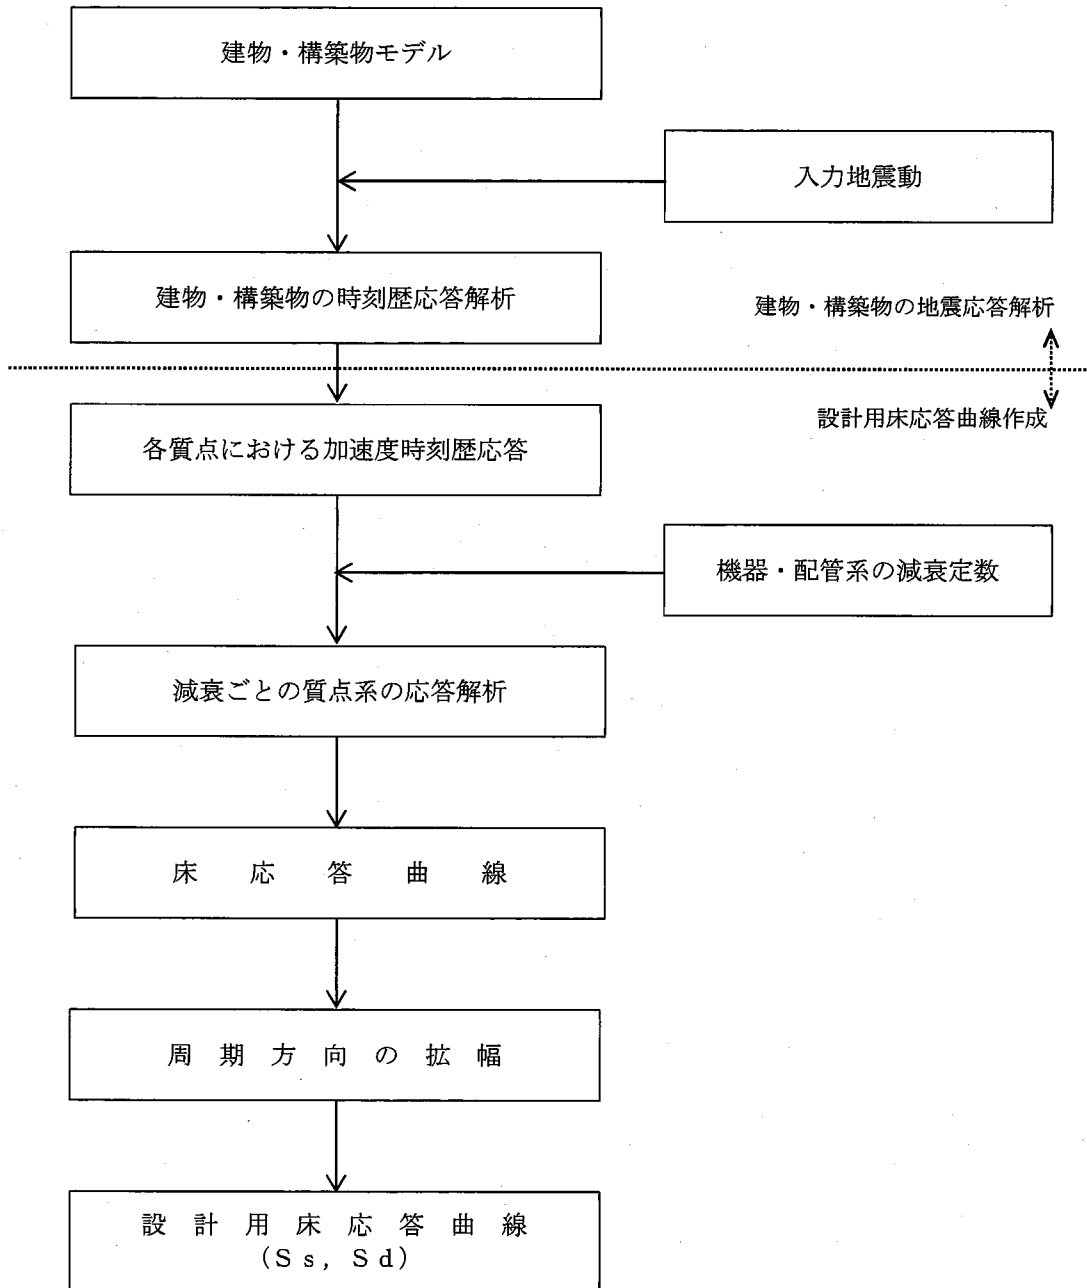 建物・構築物モデル
入力地震動
建物・構築物の時刻歴応答解析
建物・構築物の地震応答解析
設計用床応答曲線作成
各質点における加速度時刻歴応答
機器・配管系の減衰定数
減衰ごとの質点系の応答解析
床応答曲線
周期方向の拡幅
設計用床応答曲線
(Ss, Sd)